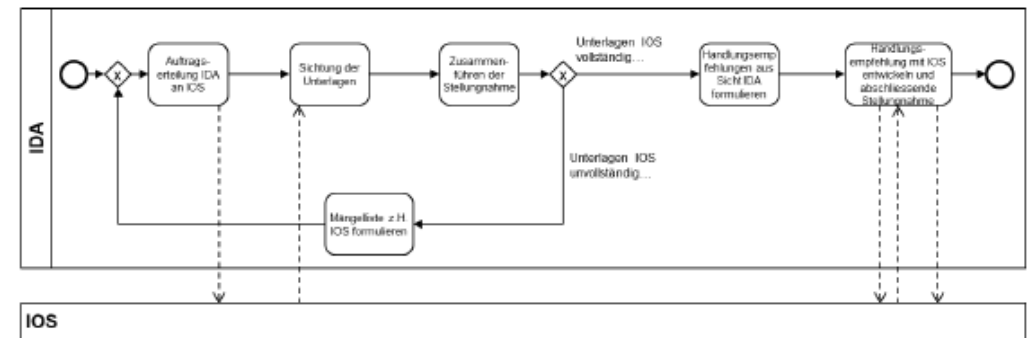 IDA
Auftrags-
erteilung IDA
an IOS
Sichtung der
Unterlagen
Zusammen-
führen der
Stellungnahme
X
X
Unterlagen IOS
vollständig...
Handlungsemp
fehlungen aus
Sicht IDA
formulieren
Handlungs-
empfehlung mit IOS
entwickeln und
abschliessende
Stellungnahme
Unterlagen IOS
unvollständig...
Mängelliste z.H.
IOS formulieren
IOS